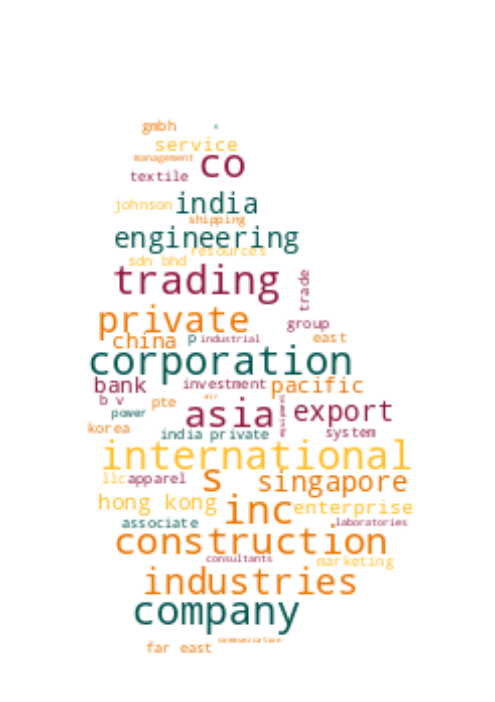 gmbh
service
management
co
textile
india
johnson
shipping
engineering
resources
sdn bhd
trading
trade
private
group
china
p
industrial
east
corporation
bank
investment
pacific
b v
pte
air
power
asia
export
korea
india private
system
international
llc
apparel
s
singapore
hong kong
inc
enterprise
associate
laboratories
construction
consultants
marketing
industries
company
communication
far east